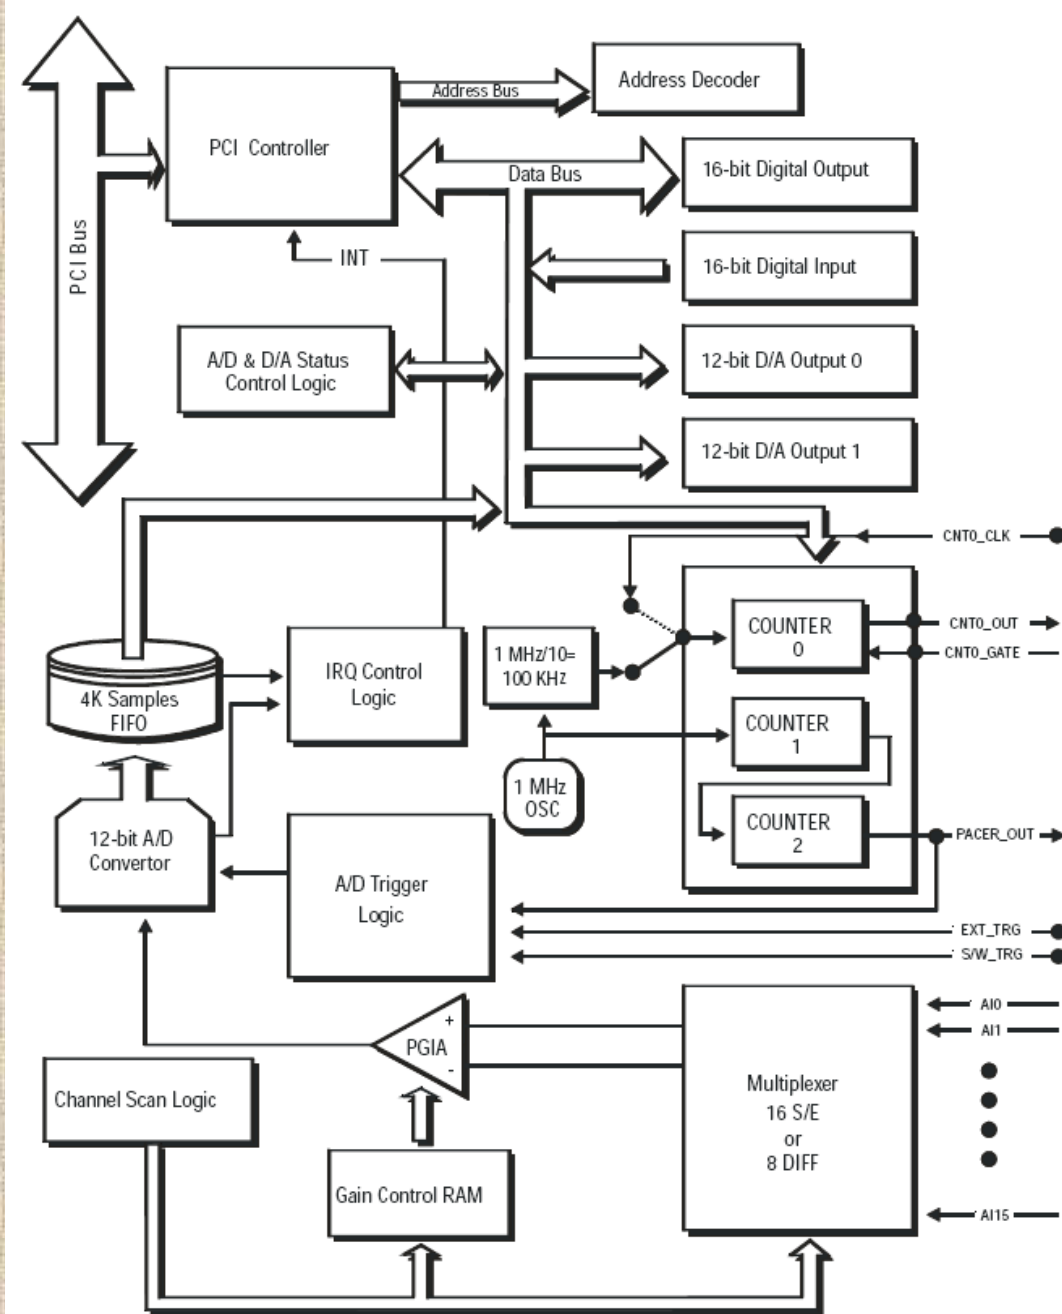 Address Bus
Address Decoder
PCI Controller
Data Bus
16-bit Digital Output
PCI Bus
INT
16-bit Digital Input
A/D & D/A Status
Control Logic
12-bit D/A Output 0
12-bit D/A Output 1
CNT0_CLK
COUNTER
0
CNT0_OUT
CNT0_GATE
1 MHz/10=
100 KHz
IRQ Control
Logic
4K Samples
FIFO
COUNTER
1
1 MHz
OSC
12-bit A/D
Convertor
COUNTER
2
PACER_OUT
A/D Trigger
Logic
EXT_TRG
S/W_TRG
AI0
AI1
+
PGIA
-
Multiplexer
16 S/E
or
8 DIFF
Channel Scan Logic
Gain Control RAM
AI15